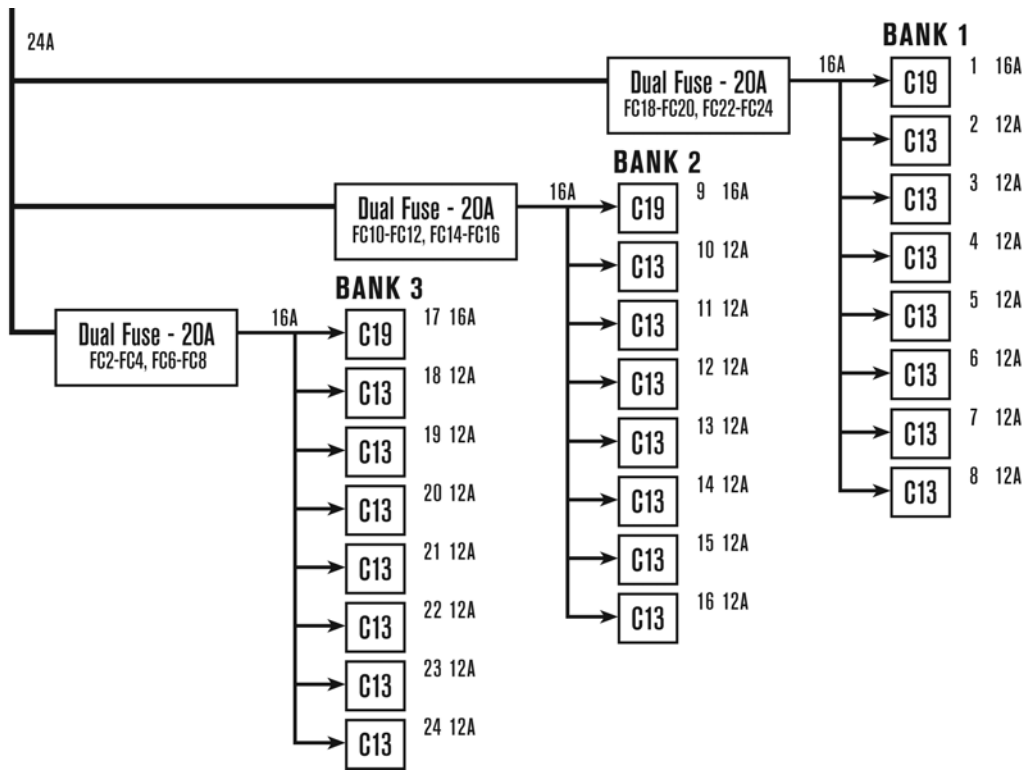 24A
BANK 1
Dual Fuse - 20A
FC18-FC20, FC22-FC24
16A
C19 1 16A
C13 2 12A
C13 3 12A
C13 4 12A
C13 5 12A
C13 6 12A
C13 7 12A
C13 8 12A
BANK 2
Dual Fuse - 20A
FC10-FC12, FC14-FC16
16A
C19 9 16A
C13 10 12A
C13 11 12A
C13 12 12A
C13 13 12A
C13 14 12A
C13 15 12A
C13 16 12A
BANK 3
Dual Fuse - 20A
FC2-FC4, FC6-FC8
16A
C19 17 16A
C13 18 12A
C13 19 12A
C13 20 12A
C13 21 12A
C13 22 12A
C13 23 12A
C13 24 12A